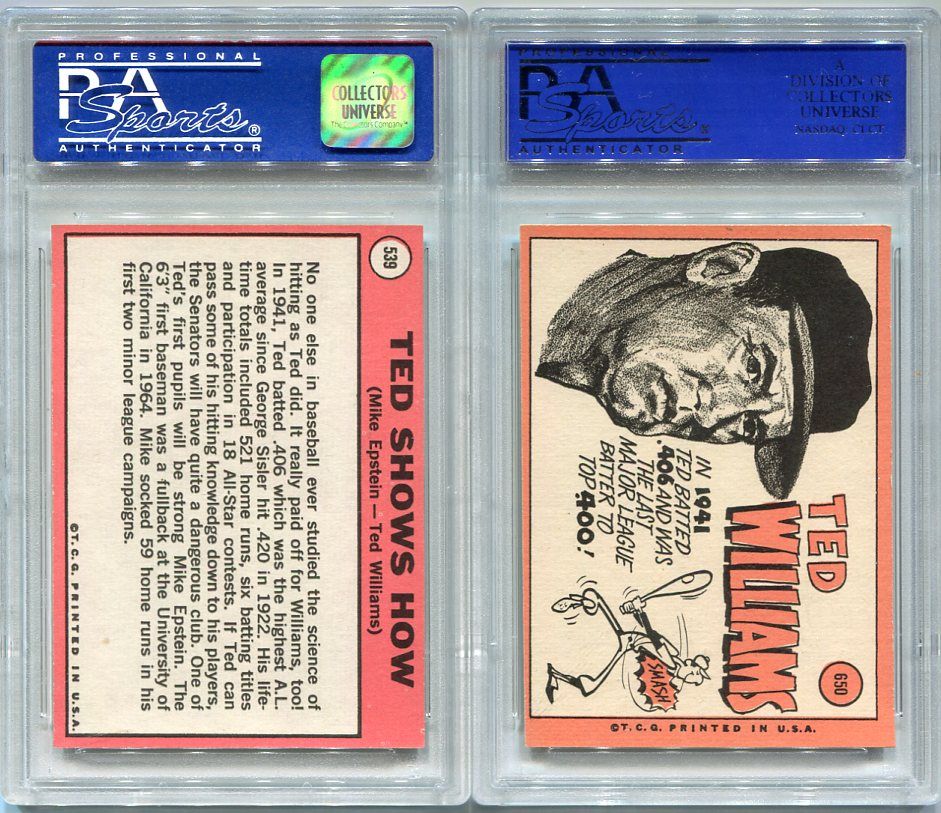 PROFESSIONAL
PSA
Sports®
AUTHENTICATOR
COLLECTORS
UNIVERSE
The Collectors Company™
539
TED SHOWS HOW
(Mike Epstein — Ted Williams)
No one else in baseball ever studied the science of
hitting as Ted did. It really paid off for Williams, too!
In 1941, Ted batted .406 which was the highest A.L.
average since George Sisler hit .420 in 1922. His life-
time totals included 521 home runs, six batting titles
and participation in 18 All-Star contests. If Ted can
pass some of his hitting knowledge down to his players,
the Senators will have quite a dangerous club. One of
Ted's first pupils will be strong Mike Epstein. The
6'3" first baseman was a fullback at the University of
California in 1964. Mike socked 59 home runs in his
first two minor league campaigns.
©T.C.G. PRINTED IN U.S.A.
PROFESSIONAL
PSA
Sports
AUTHENTICATOR
A
DIVISION OF
COLLECTORS
UNIVERSE
NASDAQ: CLCT
TED
WILLIAMS
650
IN 1941
TED BATTED
.406 AND WAS
THE LAST
MAJOR LEAGUE
BATTER TO
TOP .400!
SMASH
©T.C.G. PRINTED IN U.S.A.